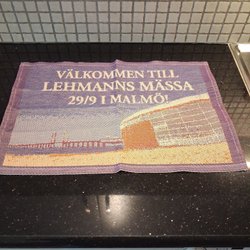 VÄLKOMMEN TILL
LEHMANNS MÄSSA
29/9 I MALMÖ!